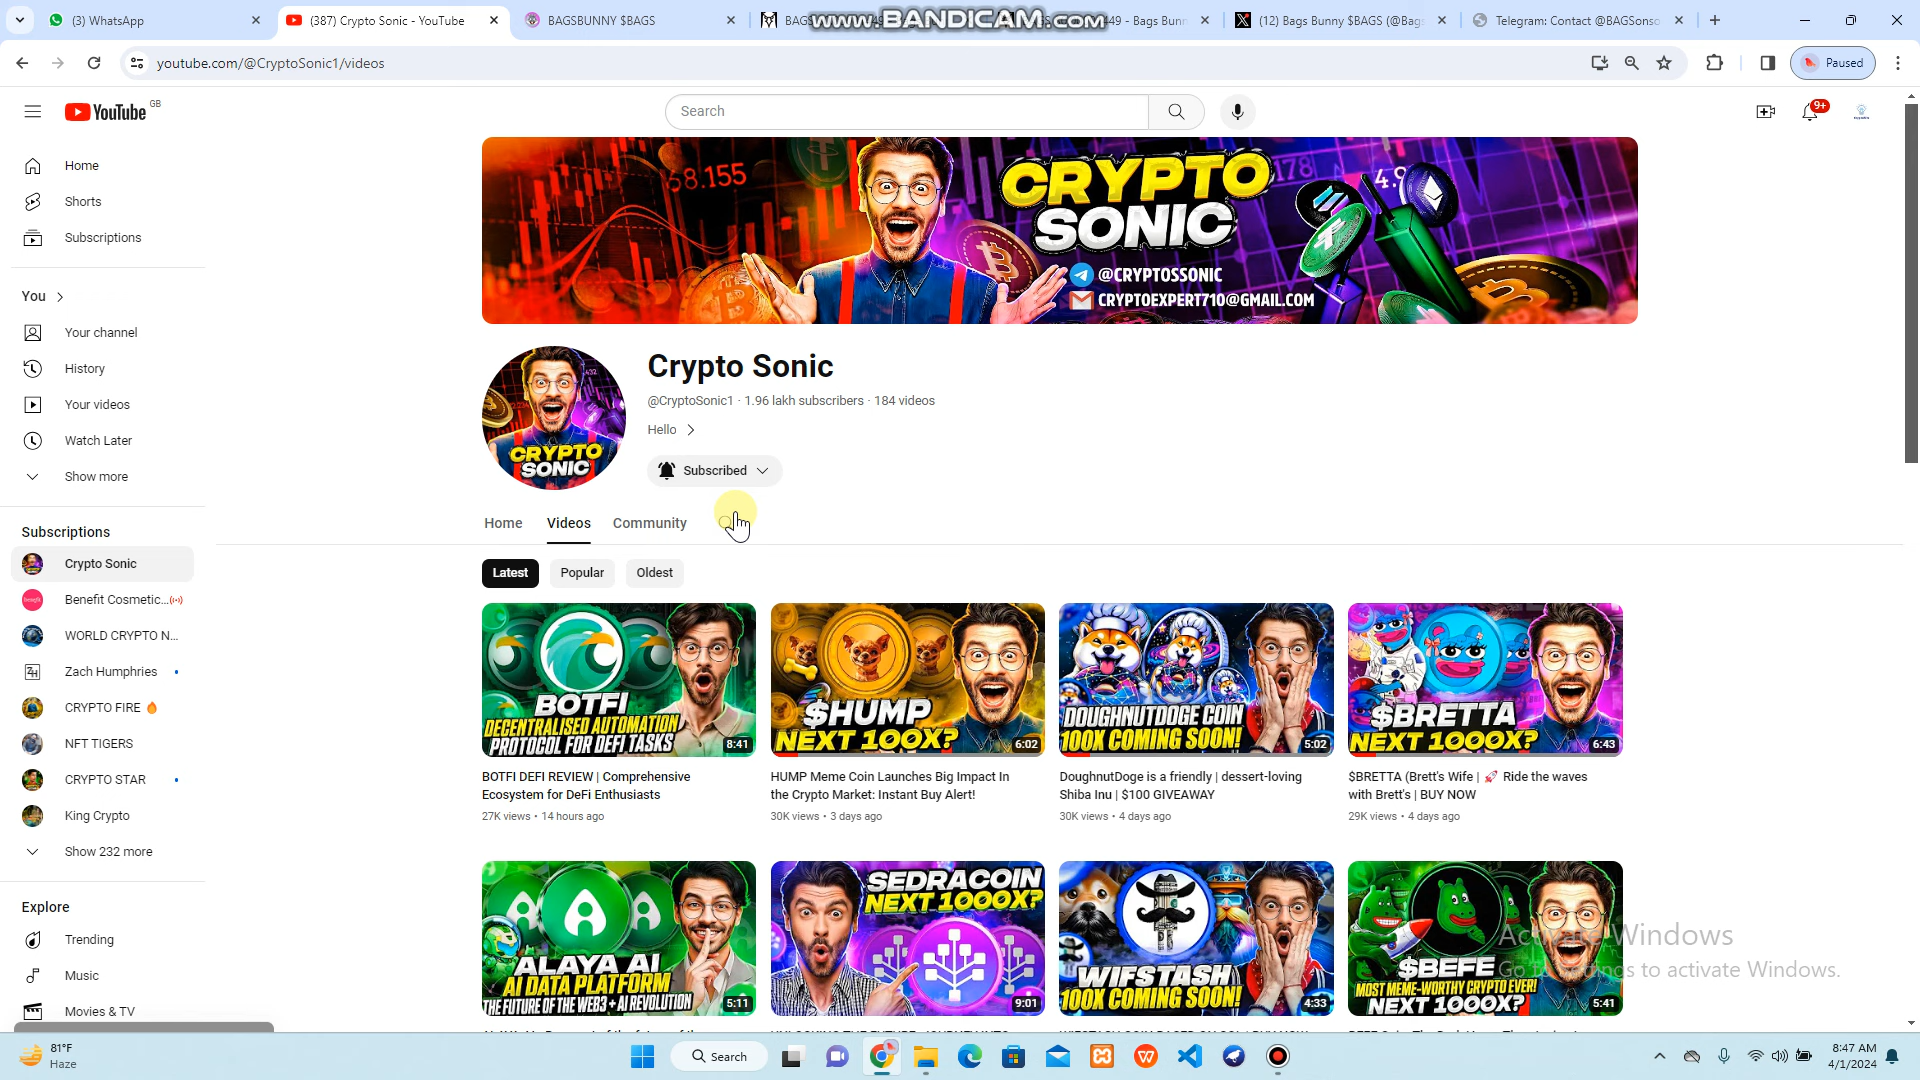 (3) WhatsApp
(387) Crypto Sonic - YouTube
BAGSBUNNY $BAGS
(12) Bags Bunny $BAGS (@Bags
Telegram: Contact @BAGSonso
WWW.BANDICAM.COM
youtube.com/@CryptoSonic1/videos
Paused
YouTube GB
Search
9+
Home
Shorts
Subscriptions
You
Your channel
History
Your videos
Watch Later
Show more
Subscriptions
Crypto Sonic
Benefit Cosmetic...
WORLD CRYPTO N...
Zach Humphries
CRYPTO FIRE
NFT TIGERS
CRYPTO STAR
King Crypto
Show 232 more
Explore
Trending
Music
Movies & TV
58.155
CRYPTO
SONIC
@CRYPTOSSONIC
CRYPTOEXPERT710@GMAIL.COM
CRYPTO
SONIC
Crypto Sonic
@CryptoSonic1 · 1.96 lakh subscribers · 184 videos
Hello
Subscribed
Home Videos Community
Latest Popular Oldest
BOTFI
DECENTRALISED AUTOMATION
PROTOCOL FOR DEFI TASKS
8:41
$HUMP
NEXT 100X?
6:02
DOUGHNUTDOGE COIN
100X COMING SOON!
5:02
$BRETTA
NEXT 1000X?
6:43
BOTFI DEFI REVIEW | Comprehensive
Ecosystem for DeFi Enthusiasts
27K views • 14 hours ago
HUMP Meme Coin Launches Big Impact In
the Crypto Market: Instant Buy Alert!
30K views • 3 days ago
DoughnutDoge is a friendly | dessert-loving
Shiba Inu | $100 GIVEAWAY
30K views • 4 days ago
$BRETTA (Brett's Wife | 🚀 Ride the waves
with Brett's | BUY NOW
29K views • 4 days ago
ALAYA AI
AI DATA PLATFORM
THE FUTURE OF THE WEB3 + AI REVOLUTION
5:11
SEDRACOIN
NEXT 1000X?
9:01
WIFSTASH
100X COMING SOON!
4:33
$BEFE
MOST MEME-WORTHY CRYPTO EVER!
NEXT 1000X?
5:41
Activate Windows
Go to Settings to activate Windows.
81°F
Haze
Search
8:47 AM
4/1/2024